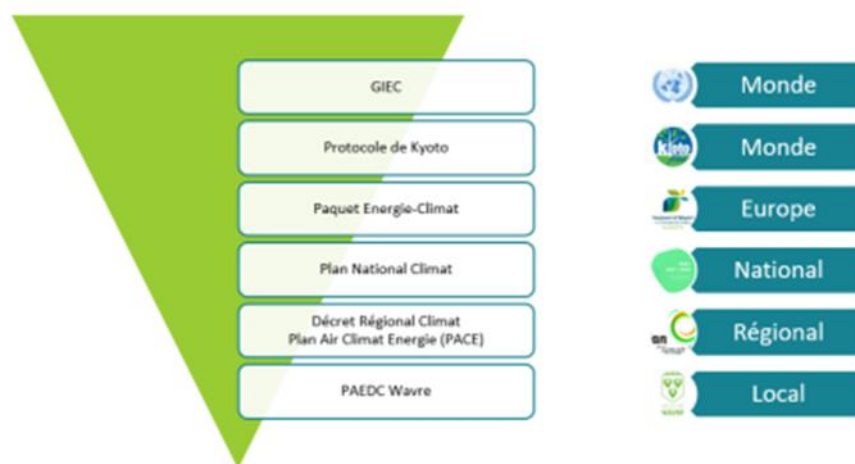 GIEC
Monde
Protocole de Kyoto
kyoto
Monde
Paquet Energie-Climat
Europe
Plan National Climat
National
Décret Régional Climat
Plan Air Climat Energie (PACE)
Régional
PAEDC Wavre
Local